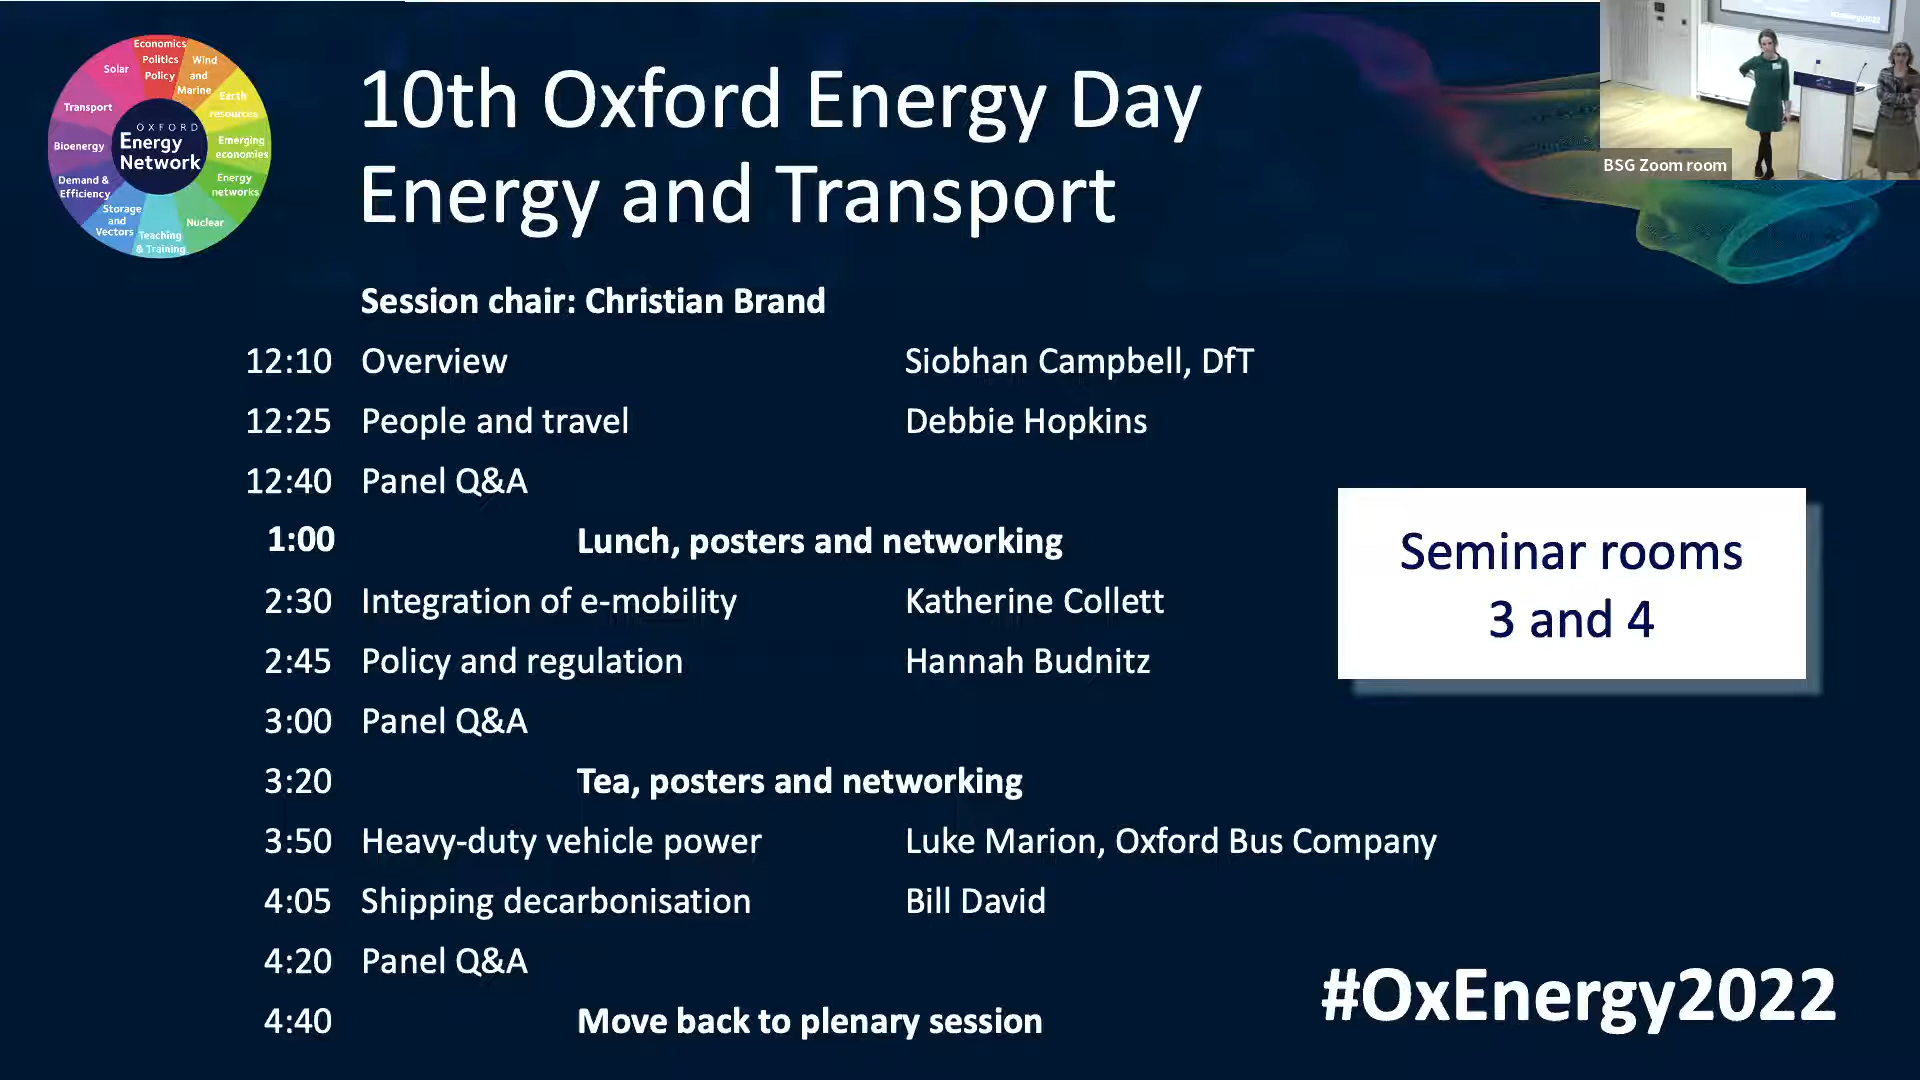 Economics
Politics
Policy
Wind
and
Marine
Solar
Earth
resources
Transport
Emerging
economies
OXFORD
Energy
Network
Bioenergy
Energy
networks
Demand &
Efficiency
Storage
and
Vectors
Nuclear
Teaching
& Training
10th Oxford Energy Day
Energy and Transport
BSG Zoom room
Session chair: Christian Brand
12:10 Overview Siobhan Campbell, DfT
12:25 People and travel Debbie Hopkins
12:40 Panel Q&A
1:00 Lunch, posters and networking
2:30 Integration of e-mobility Katherine Collett
2:45 Policy and regulation Hannah Budnitz
3:00 Panel Q&A
3:20 Tea, posters and networking
3:50 Heavy-duty vehicle power Luke Marion, Oxford Bus Company
4:05 Shipping decarbonisation Bill David
4:20 Panel Q&A
4:40 Move back to plenary session
Seminar rooms
3 and 4
#OxEnergy2022